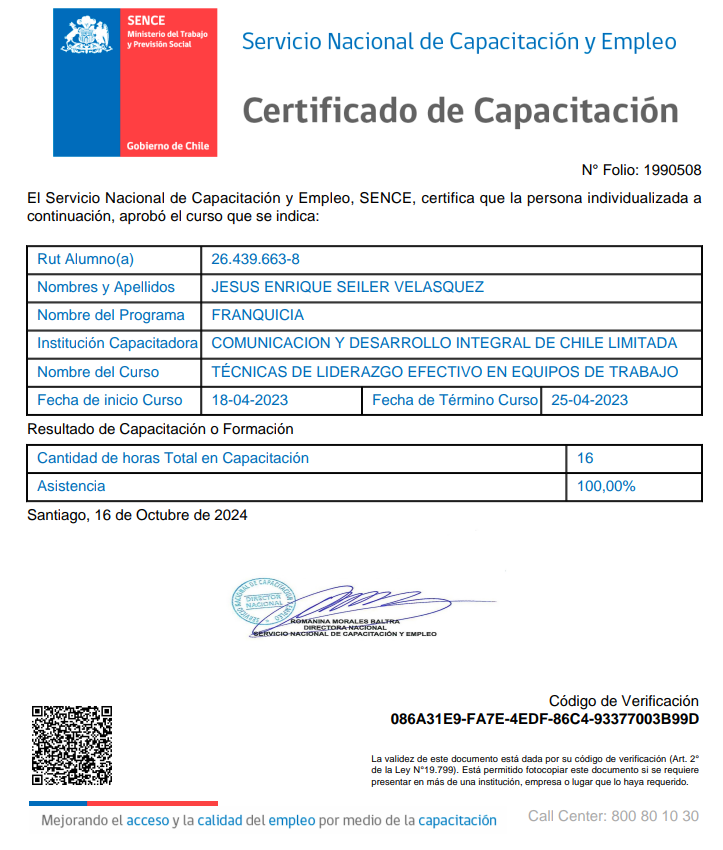 SENCE
Ministerio del Trabajo
y Previsión Social
Gobierno de Chile
Servicio Nacional de Capacitación y Empleo
Certificado de Capacitación
N° Folio: 1990508
El Servicio Nacional de Capacitación y Empleo, SENCE, certifica que la persona individualizada a
continuación, aprobó el curso que se indica:
Rut Alumno(a) 26.439.663-8
Nombres y Apellidos JESUS ENRIQUE SEILER VELASQUEZ
Nombre del Programa FRANQUICIA
Institución Capacitadora COMUNICACION Y DESARROLLO INTEGRAL DE CHILE LIMITADA
Nombre del Curso TÉCNICAS DE LIDERAZGO EFECTIVO EN EQUIPOS DE TRABAJO
Fecha de inicio Curso 18-04-2023 Fecha de Término Curso 25-04-2023
Resultado de Capacitación o Formación
Cantidad de horas Total en Capacitación 16
Asistencia 100,00%
Santiago, 16 de Octubre de 2024
SERVICIO NACIONAL DE CAPACITACION Y EMPLEO
DIRECTOR
NACIONAL
ROMANINA MORALES BALTRA
DIRECTORA NACIONAL
SERVICIO NACIONAL DE CAPACITACIÓN Y EMPLEO
Código de Verificación
086A31E9-FA7E-4EDF-86C4-93377003B99D
La validez de este documento está dada por su código de verificación (Art. 2°
de la Ley N°19.799). Está permitido fotocopiar este documento si se requiere
presentar en más de una institución, empresa o lugar que lo haya requerido.
Mejorando el acceso y la calidad del empleo por medio de la capacitación
Call Center: 800 80 10 30